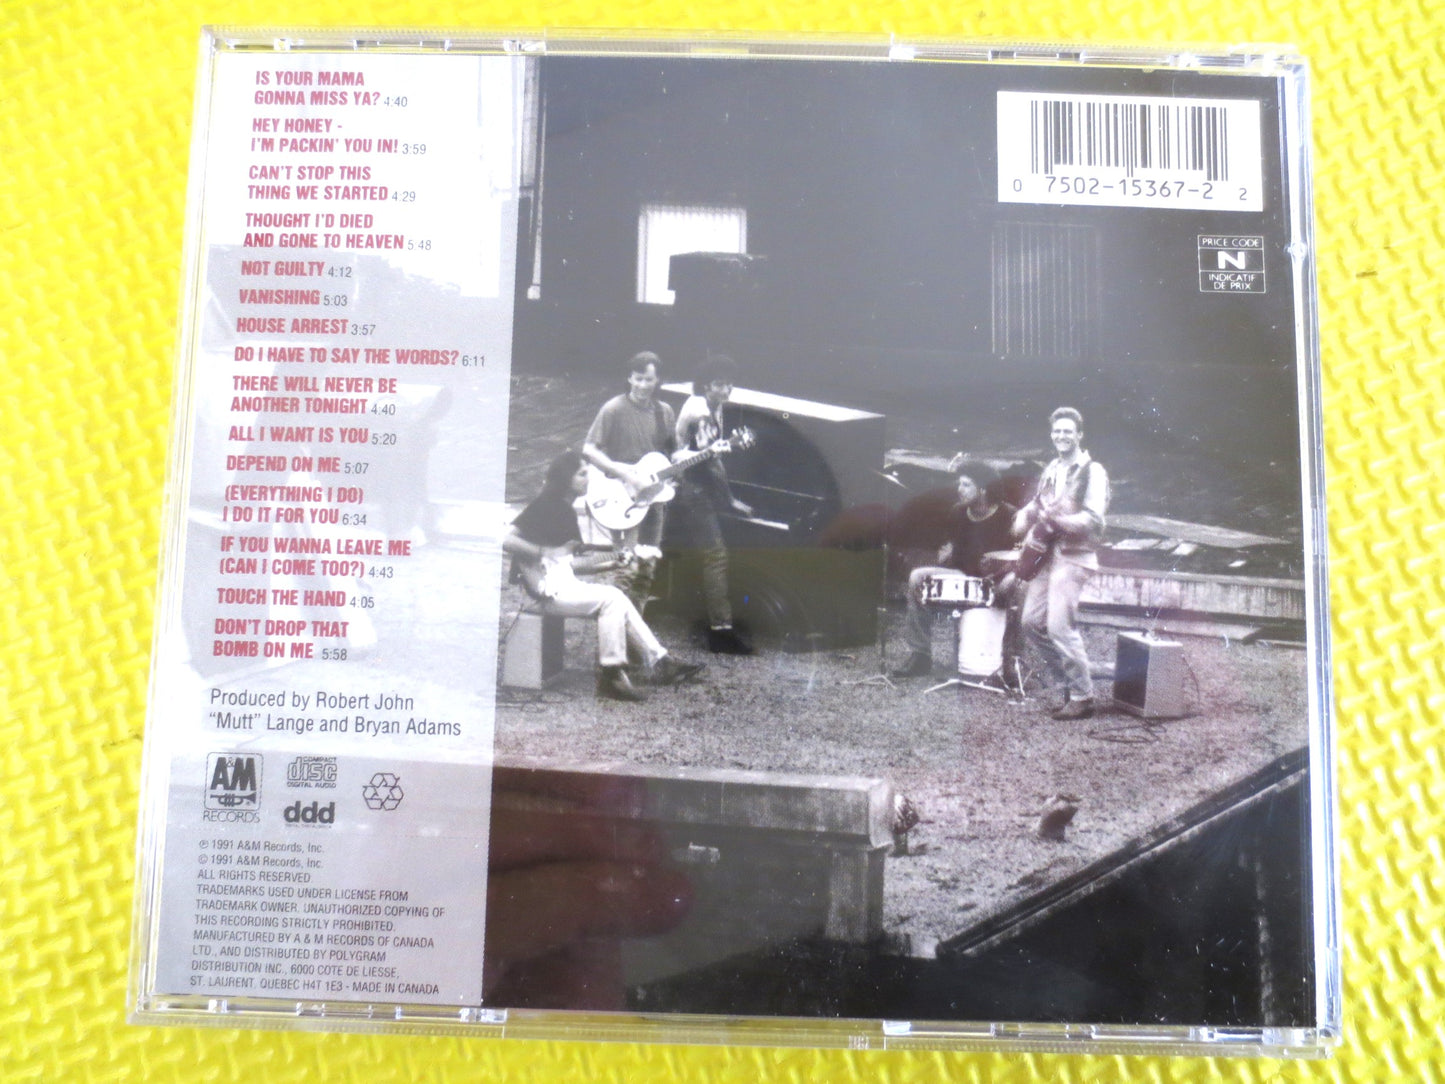 IS YOUR MAMA
GONNA MISS YA? 4:40
HEY HONEY -
I'M PACKIN' YOU IN! 3:59
CAN'T STOP THIS
THING WE STARTED 4:29
THOUGHT I'D DIED
AND GONE TO HEAVEN 5:48
NOT GUILTY 4:12
VANISHING 5:03
HOUSE ARREST 3:57
DO I HAVE TO SAY THE WORDS? 6:11
THERE WILL NEVER BE
ANOTHER TONIGHT 4:40
ALL I WANT IS YOU 5:20
DEPEND ON ME 5:07
(EVERYTHING I DO)
I DO IT FOR YOU 6:34
IF YOU WANNA LEAVE ME
(CAN I COME TOO?) 4:43
TOUCH THE HAND 4:05
DON'T DROP THAT
BOMB ON ME 5:58
Produced by Robert John
"Mutt" Lange and Bryan Adams
A&M
RECORDS
COMPACT
disc
DIGITAL AUDIO
ddd
℗ 1991 A&M Records, Inc.
© 1991 A&M Records, Inc.
ALL RIGHTS RESERVED.
TRADEMARKS USED UNDER LICENSE FROM
TRADEMARK OWNER. UNAUTHORIZED COPYING OF
THIS RECORDING STRICTLY PROHIBITED.
MANUFACTURED BY A & M RECORDS OF CANADA
LTD., AND DISTRIBUTED BY POLYGRAM
DISTRIBUTION INC., 6000 COTE DE LIESSE,
ST. LAURENT, QUEBEC H4T 1E3 - MADE IN CANADA
0 7502-15367-2 2
PRICE CODE
N
INDICATIF
DE PRIX